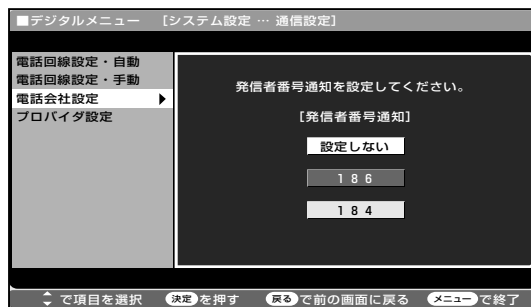 ■デジタルメニュー [システム設定 … 通信設定]
電話回線設定・自動
電話回線設定・手動
電話会社設定
プロバイダ設定
発信者番号通知を設定してください。
[発信者番号通知]
設定しない
186
184
で項目を選択 決定を押す 戻るで前の画面に戻る メニューで終了